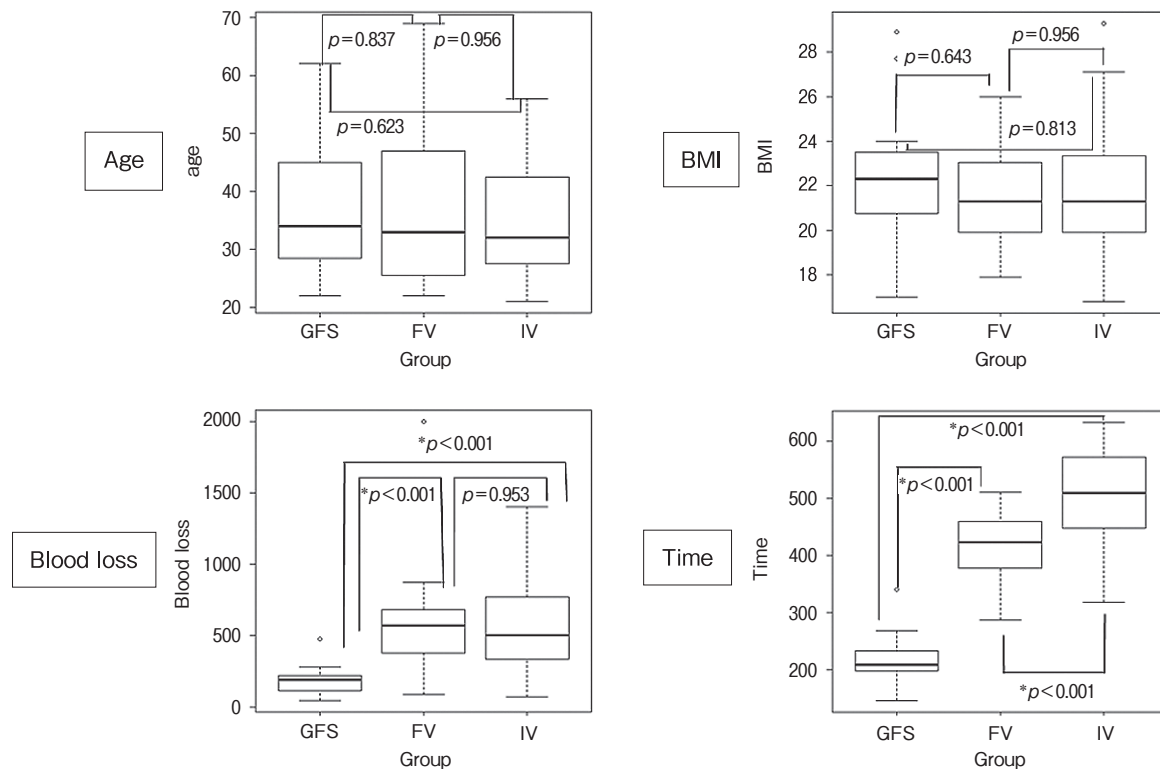 Age
age
70
60
50
40
30
20
p=0.837
p=0.956
p=0.623
GFS FV IV
Group
BMI
BMI
28
26
24
22
20
18
p=0.643
p=0.956
p=0.813
GFS FV IV
Group
Blood loss
Blood loss
2000
1500
1000
500
0
*p<0.001
*p<0.001
p=0.953
GFS FV IV
Group
Time
Time
600
500
400
300
200
*p<0.001
*p<0.001
*p<0.001
GFS FV IV
Group